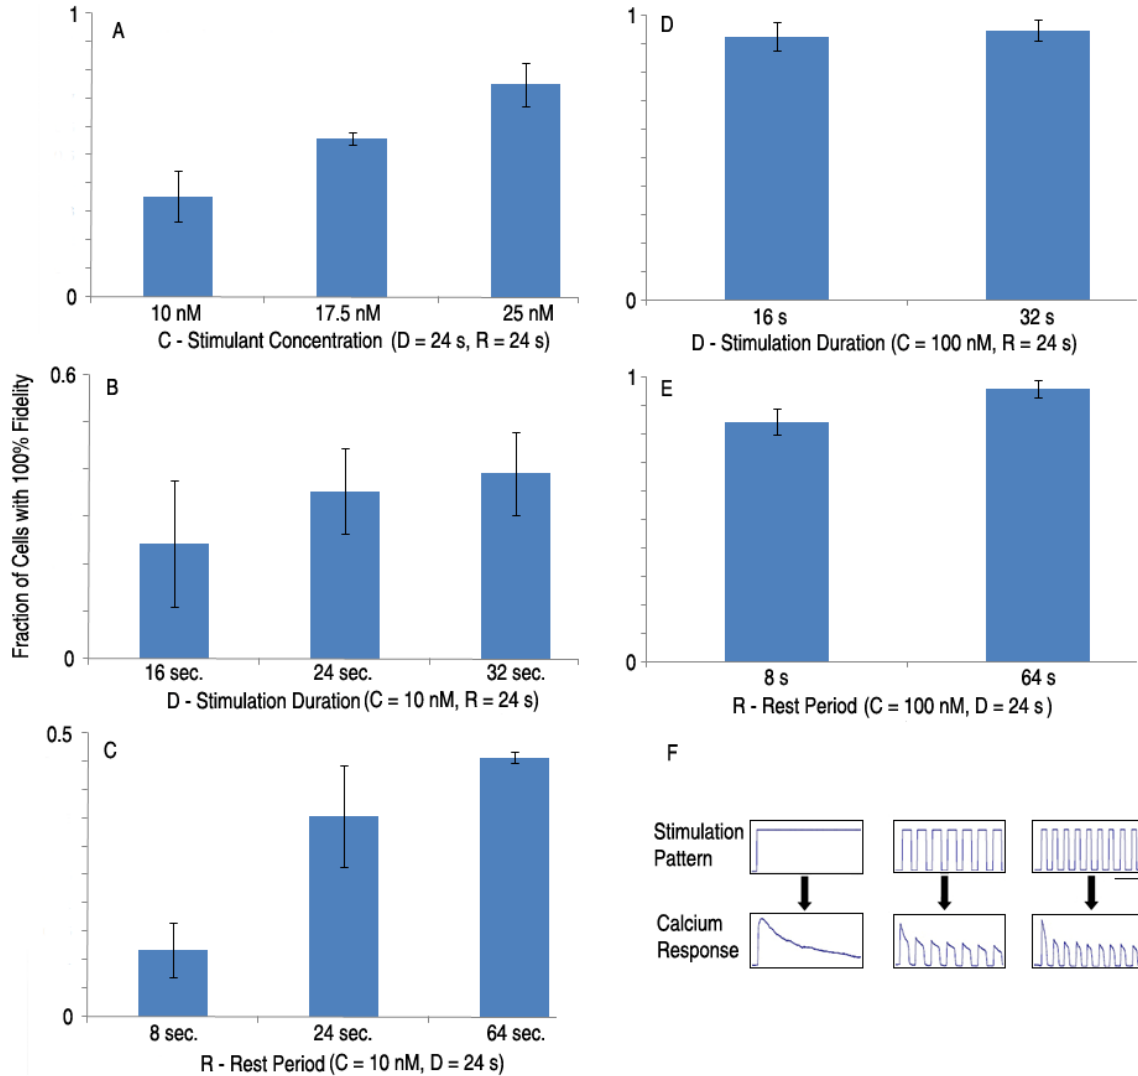 Fraction of Cells with 100% Fidelity
A
1
0
10 nM
17.5 nM
25 nM
C - Stimulant Concentration (D = 24 s, R = 24 s)
B
0.6
0
16 sec.
24 sec.
32 sec.
D - Stimulation Duration (C = 10 nM, R = 24 s)
C
0.5
0
8 sec.
24 sec.
64 sec.
R - Rest Period (C = 10 nM, D = 24 s)
D
1
0
16 s
32 s
D - Stimulation Duration (C = 100 nM, R = 24 s)
E
1
0
8 s
64 s
R - Rest Period (C = 100 nM, D = 24 s )
F
Stimulation
Pattern
Calcium
Response